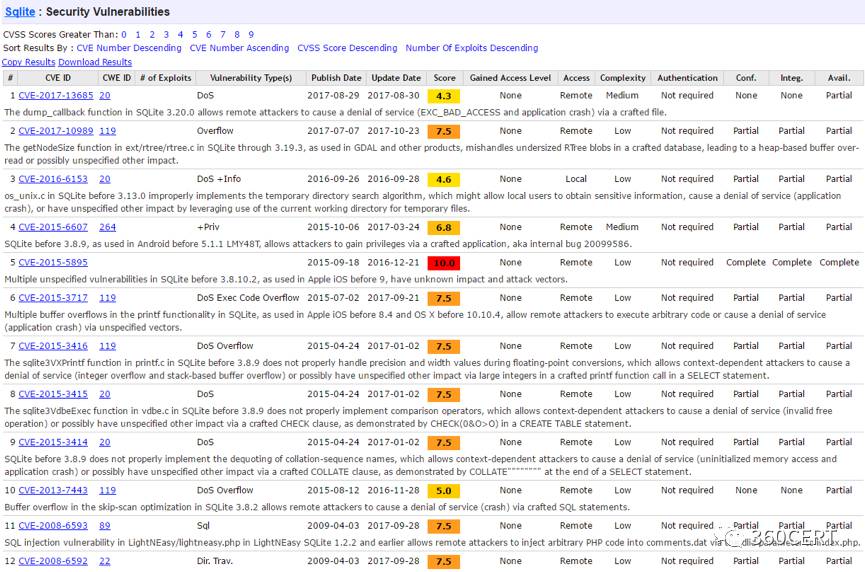 Sqlite : Security Vulnerabilities
CVSS Scores Greater Than: 0 1 2 3 4 5 6 7 8 9
Sort Results By : CVE Number Descending CVE Number Ascending CVSS Score Descending Number Of Exploits Descending
Copy Results Download Results
# CVE ID CWE ID # of Exploits Vulnerability Type(s) Publish Date Update Date Score Gained Access Level Access Complexity Authentication Conf. Integ. Avail.
1 CVE-2017-13685 20 DoS 2017-08-29 2017-08-30 4.3 None Remote Medium Not required None None Partial
The dump_callback function in SQLite 3.20.0 allows remote attackers to cause a denial of service (EXC_BAD_ACCESS and application crash) via a crafted file.
2 CVE-2017-10989 119 Overflow 2017-07-07 2017-10-23 7.5 None Remote Low Not required Partial Partial Partial
The getNodeSize function in ext/rtree/rtree.c in SQLite through 3.19.3, as used in GDAL and other products, mishandles undersized RTree blobs in a crafted database, leading to a heap-based buffer over-
read or possibly unspecified other impact.
3 CVE-2016-6153 20 DoS +Info 2016-09-26 2016-09-28 4.6 None Local Low Not required Partial Partial Partial
os_unix.c in SQLite before 3.13.0 improperly implements the temporary directory search algorithm, which might allow local users to obtain sensitive information, cause a denial of service (application
crash), or have unspecified other impact by leveraging use of the current working directory for temporary files.
4 CVE-2015-6607 264 +Priv 2015-10-06 2017-03-24 6.8 None Remote Medium Not required Partial Partial Partial
SQLite before 3.8.9, as used in Android before 5.1.1 LMY48T, allows attackers to gain privileges via a crafted application, aka internal bug 20099586.
5 CVE-2015-5895 2015-09-18 2016-12-21 10.0 None Remote Low Not required Complete Complete Complete
Multiple unspecified vulnerabilities in SQLite before 3.8.10.2, as used in Apple iOS before 9, have unknown impact and attack vectors.
6 CVE-2015-3717 119 DoS Exec Code Overflow 2015-07-02 2017-09-21 7.5 None Remote Low Not required Partial Partial Partial
Multiple buffer overflows in the printf functionality in SQLite, as used in Apple iOS before 8.4 and OS X before 10.10.4, allow remote attackers to execute arbitrary code or cause a denial of service
(application crash) via unspecified vectors.
7 CVE-2015-3416 119 DoS Overflow 2015-04-24 2017-01-02 7.5 None Remote Low Not required Partial Partial Partial
The sqlite3VXPrintf function in printf.c in SQLite before 3.8.9 does not properly handle precision and width values during floating-point conversions, which allows context-dependent attackers to cause a
denial of service (integer overflow and stack-based buffer overflow) or possibly have unspecified other impact via large integers in a crafted printf function call in a SELECT statement.
8 CVE-2015-3415 20 DoS 2015-04-24 2017-01-02 7.5 None Remote Low Not required Partial Partial Partial
The sqlite3VdbeExec function in vdbe.c in SQLite before 3.8.9 does not properly implement comparison operators, which allows context-dependent attackers to cause a denial of service (invalid free
operation) or possibly have unspecified other impact via a crafted CHECK clause, as demonstrated by CHECK(0&O>O) in a CREATE TABLE statement.
9 CVE-2015-3414 20 DoS 2015-04-24 2017-01-02 7.5 None Remote Low Not required Partial Partial Partial
SQLite before 3.8.9 does not properly implement the dequoting of collation-sequence names, which allows context-dependent attackers to cause a denial of service (uninitialized memory access and
application crash) or possibly have unspecified other impact via a crafted COLLATE clause, as demonstrated by COLLATE"""""""" at the end of a SELECT statement.
10 CVE-2013-7443 119 DoS Overflow 2015-08-12 2016-11-28 5.0 None Remote Low Not required None None Partial
Buffer overflow in the skip-scan optimization in SQLite 3.8.2 allows remote attackers to cause a denial of service (crash) via crafted SQL statements.
11 CVE-2008-6593 89 Sql 2009-04-03 2017-09-28 7.5 None Remote Low Not required Partial Partial Partial
SQL injection vulnerability in LightNEasy/lightneasy.php in LightNEasy SQLite 1.2.2 and earlier allows remote attackers to inject arbitrary PHP code into comments.dat via index.php.
360CERT
12 CVE-2008-6592 22 Dir. Trav. 2009-04-03 2017-09-28 7.5 None Remote Low Not required Partial Partial Partial